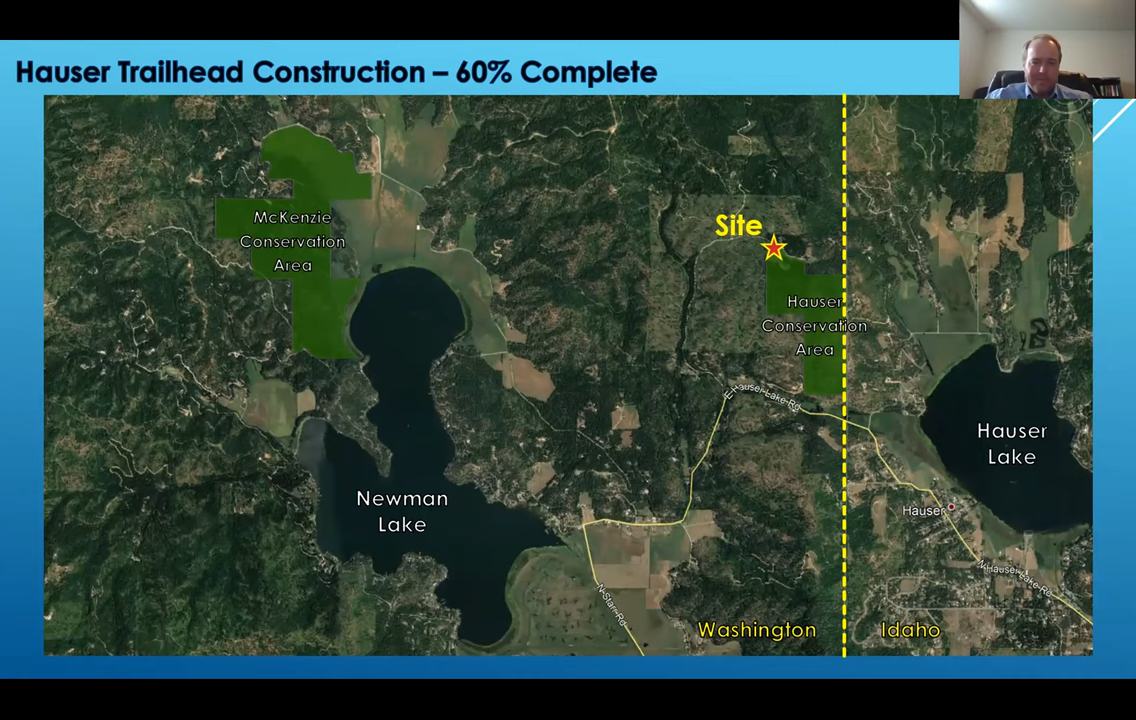 Hauser Trailhead Construction – 60% Complete
McKenzie
Conservation
Area
Site
Hauser
Conservation
Area
E Hauser Lake Rd
Hauser
Lake
Newman
Lake
Hauser
N Hauser Lake Rd
N Starr Rd
Washington
Idaho